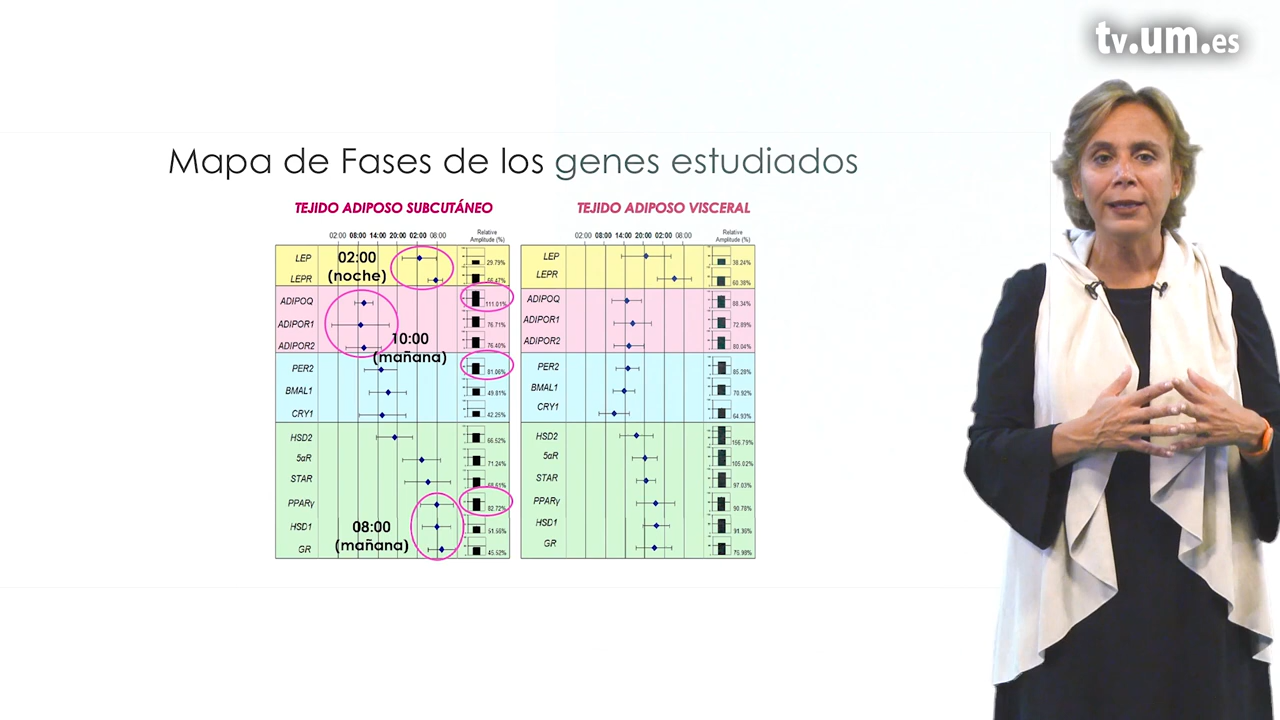 tv.um.es
Mapa de Fases de los genes estudiados
TEJIDO ADIPOSO SUBCUTÁNEO
02:00 08:00 14:00 20:00 02:00 08:00
Relative
Amplitude (%)
LEP 29.79%
02:00
(noche)
LEPR
ADIPOQ 111.01%
ADIPOR1 76.71%
ADIPOR2 76.40%
10:00
(mañana)
PER2 81.06%
BMAL1 49.81%
CRY1 42.25%
HSD2 66.52%
5αR 71.24%
STAR
PPARγ 82.72%
HSD1 51.56%
08:00
(mañana)
GR 45.52%
TEJIDO ADIPOSO VISCERAL
02:00 08:00 14:00 20:00 02:00 08:00
Relative
Amplitude (%)
LEP 38.24%
LEPR 60.38%
ADIPOQ 88.34%
ADIPOR1 72.89%
ADIPOR2 80.04%
PER2 85.28%
BMAL1 70.92%
CRY1 64.93%
HSD2 156.79%
5αR 105.02%
STAR 97.03%
PPARγ 90.78%
HSD1 91.36%
GR 75.98%